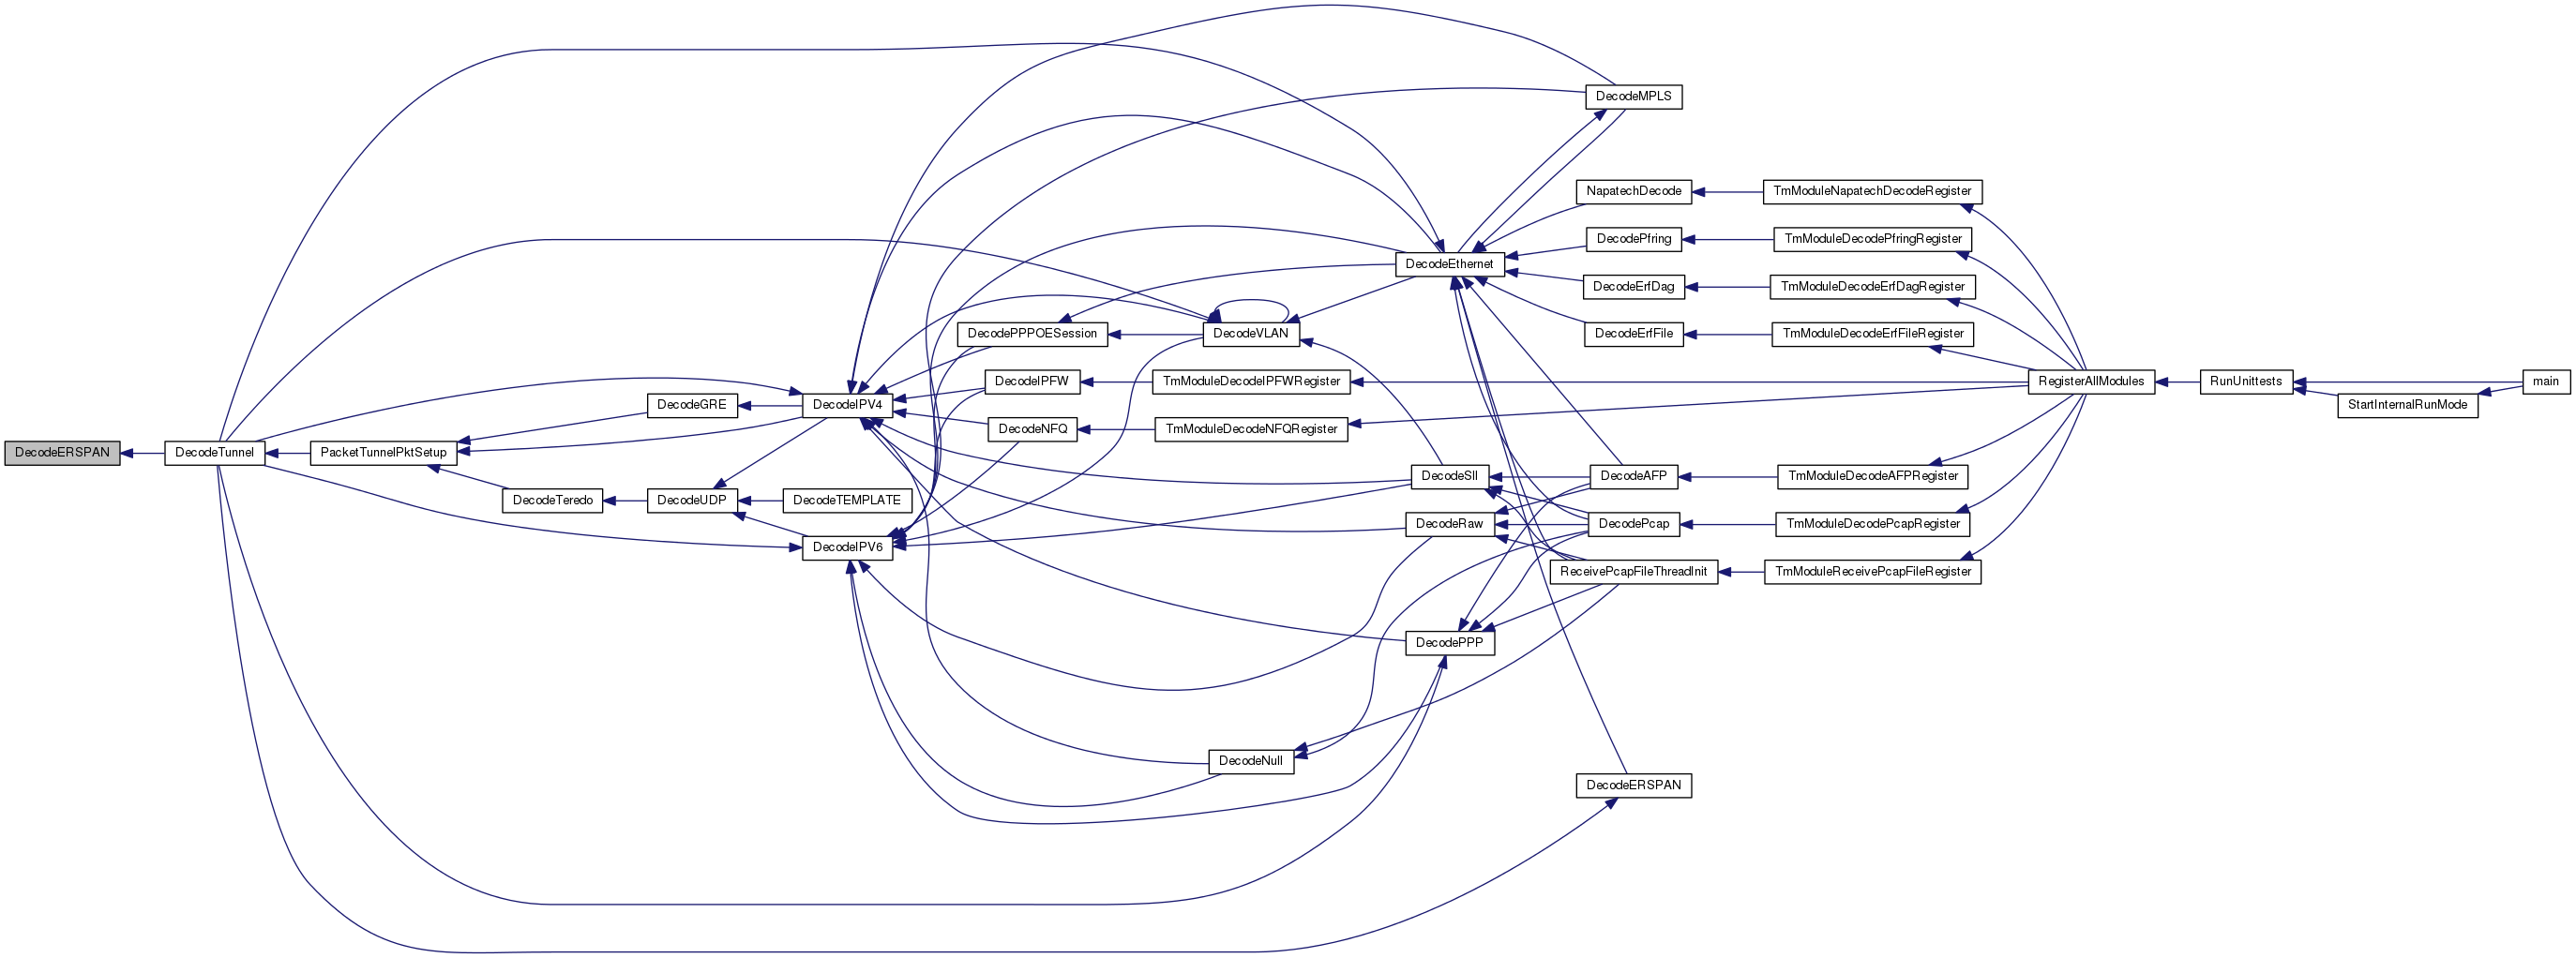 DecodeERSPAN
DecodeTunnel
PacketTunnelPktSetup
DecodeGRE
DecodeTeredo
DecodeUDP
DecodeIPV4
DecodeTEMPLATE
DecodeIPV6
DecodePPPOESession
DecodeIPFW
DecodeNFQ
DecodeVLAN
TmModuleDecodeIPFWRegister
TmModuleDecodeNFQRegister
DecodeNull
DecodeEthernet
DecodeSll
DecodeRaw
DecodePPP
DecodeMPLS
NapatechDecode
DecodePfring
DecodeErfDag
DecodeErfFile
DecodeAFP
DecodePcap
ReceivePcapFileThreadInit
DecodeERSPAN
TmModuleNapatechDecodeRegister
TmModuleDecodePfringRegister
TmModuleDecodeErfDagRegister
TmModuleDecodeErfFileRegister
TmModuleDecodeAFPRegister
TmModuleDecodePcapRegister
TmModuleReceivePcapFileRegister
RegisterAllModules
RunUnittests
StartInternalRunMode
main